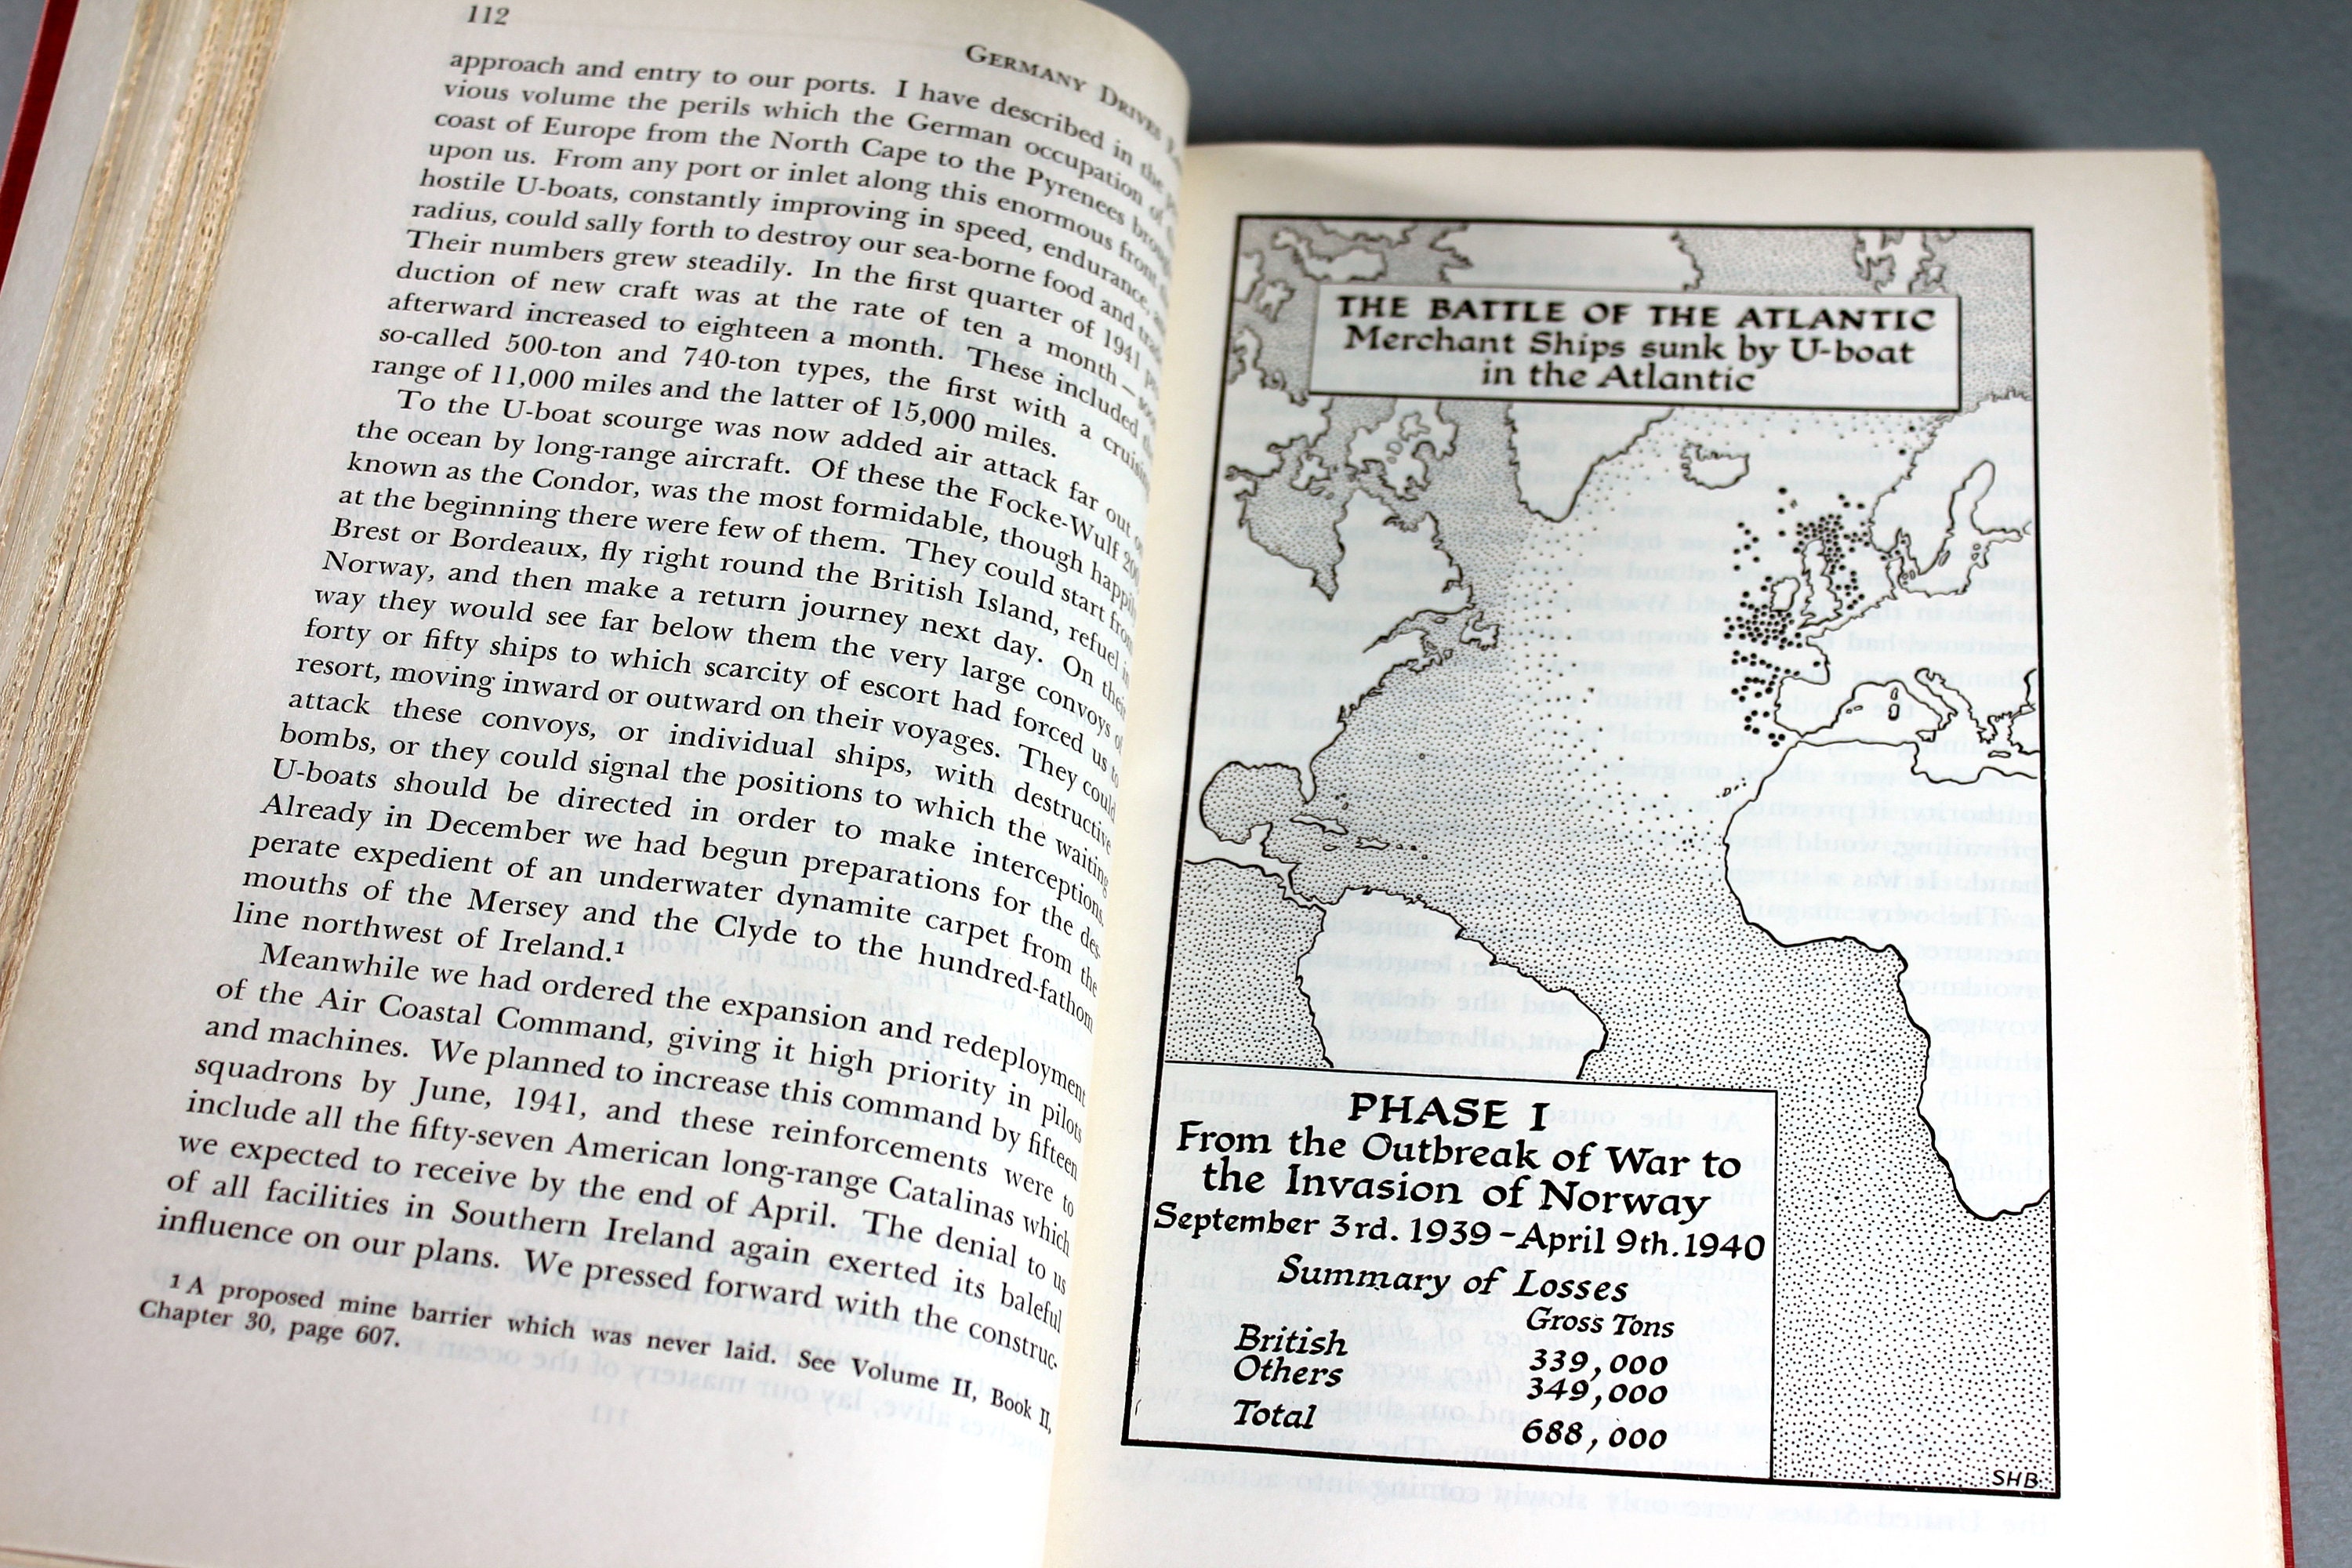 112
GERMANY DRIVES
approach and entry to our ports. I have described in the
vious volume the perils which the German occupation of
coast of Europe from the North Cape to the Pyrenees
upon us. From any port or inlet along this enormous front
hostile U-boats, constantly improving in speed, endurance,
radius, could sally forth to destroy our sea-borne food and
Their numbers grew steadily. In the first quarter of 1941
duction of new craft was at the rate of ten a month—
afterward increased to eighteen a month. These included
so-called 500-ton and 740-ton types, the first with a cruising
range of 11,000 miles and the latter of 15,000 miles.
To the U-boat scourge was now added air attack far out
the ocean by long-range aircraft. Of these the Focke-Wulf
known as the Condor, was the most formidable, though happily
at the beginning there were few of them. They could start from
Brest or Bordeaux, fly right round the British Island, refuel in
Norway, and then make a return journey next day. On their
way they would see far below them the very large convoys of
forty or fifty ships to which scarcity of escort had forced us to
resort, moving inward or outward on their voyages. They could
attack these convoys, or individual ships, with destructive
bombs, or they could signal the positions to which the waiting
U-boats should be directed in order to make interceptions.
Already in December we had begun preparations for the des-
perate expedient of an underwater dynamite carpet from the
mouths of the Mersey and the Clyde to the hundred-fathom
line northwest of Ireland.¹
Meanwhile we had ordered the expansion and redeployment
of the Air Coastal Command, giving it high priority in pilots
and machines. We planned to increase this command by fifteen
squadrons by June, 1941, and these reinforcements were to
include all the fifty-seven American long-range Catalinas which
we expected to receive by the end of April. The denial to us
of all facilities in Southern Ireland again exerted its baleful
influence on our plans. We pressed forward with the construc-
¹ A proposed mine barrier which was never laid. See Volume II, Book II,
Chapter 30, page 607.
THE BATTLE OF THE ATLANTIC
Merchant Ships sunk by U-boat
in the Atlantic
PHASE I
From the Outbreak of War to
the Invasion of Norway
September 3rd. 1939 – April 9th. 1940
Summary of Losses
Gross Tons
British 339,000
Others 349,000
Total 688,000
SHB